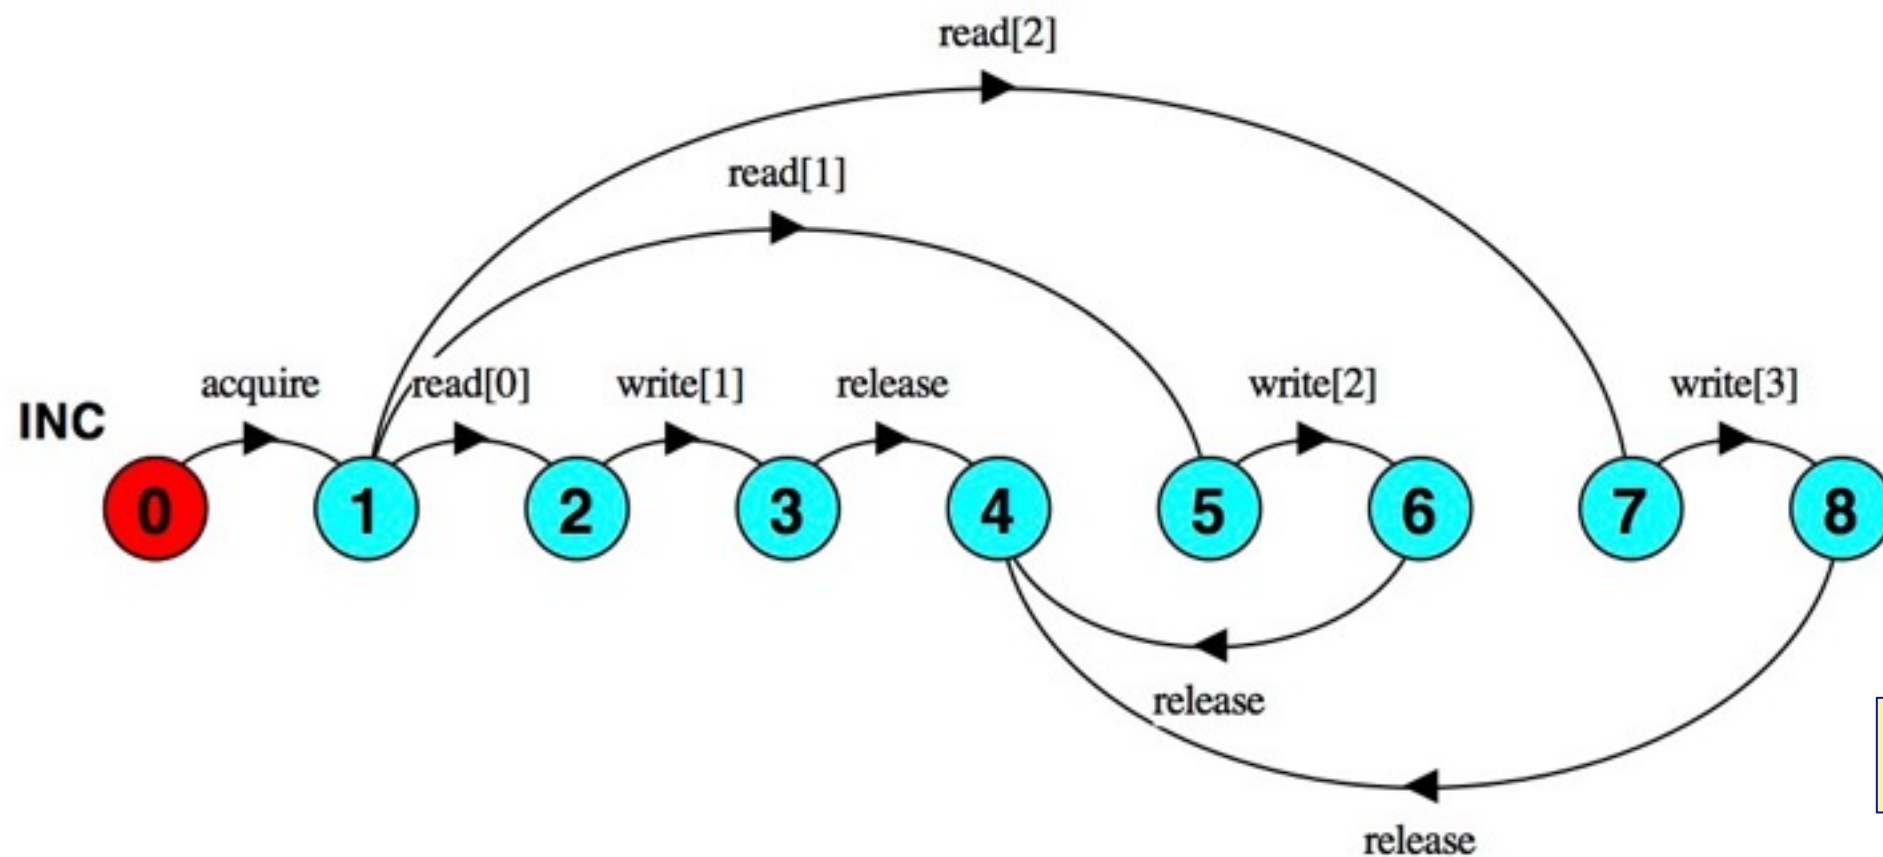 read[2]
read[1]
acquire read[0] write[1] release write[2] write[3]
INC
0 1 2 3 4 5 6 7 8
release
release